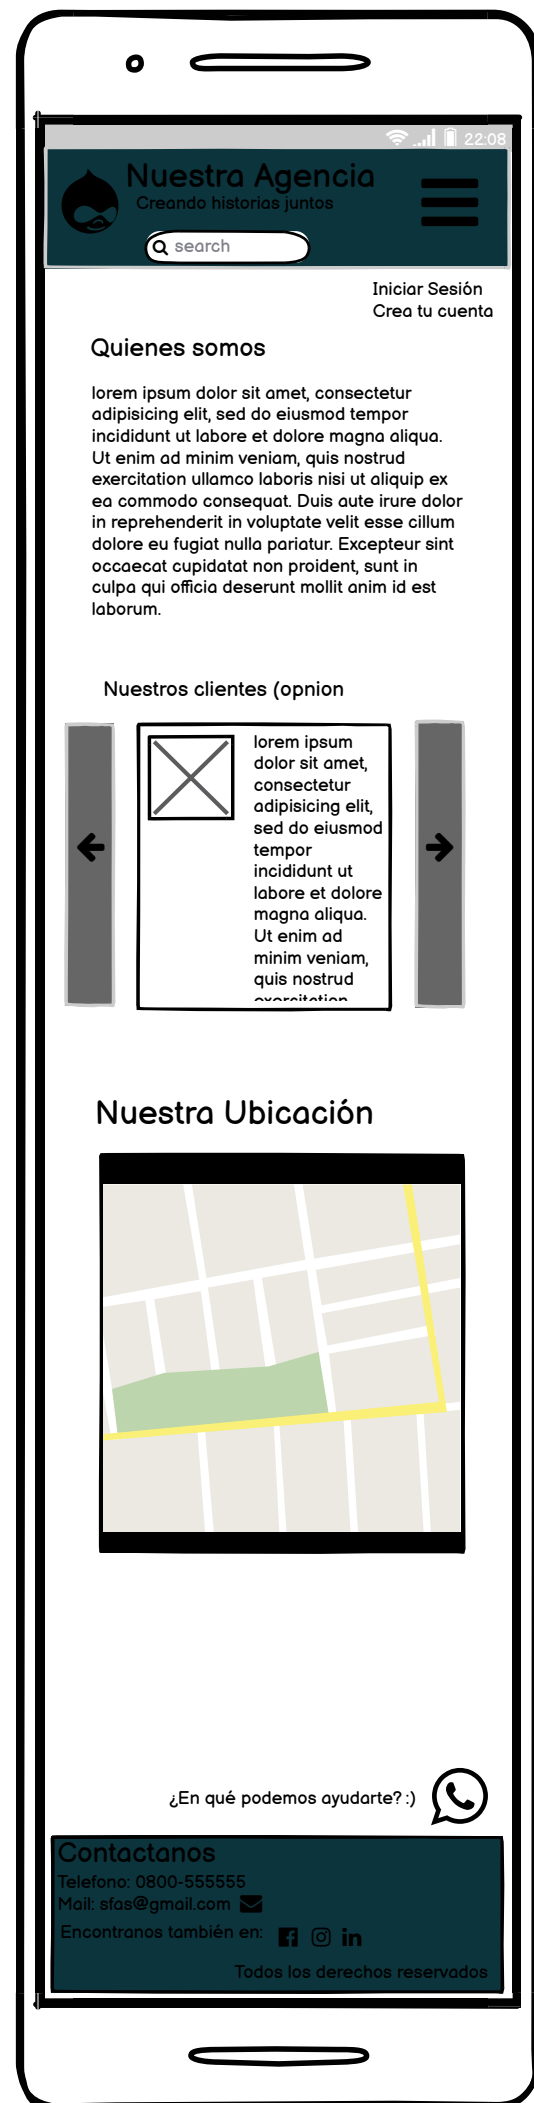 22:08
Nuestra Agencia
Creando historias juntos
search
Iniciar Sesión
Crea tu cuenta
Quienes somos
lorem ipsum dolor sit amet, consectetur
adipisicing elit, sed do eiusmod tempor
incididunt ut labore et dolore magna aliqua.
Ut enim ad minim veniam, quis nostrud
exercitation ullamco laboris nisi ut aliquip ex
ea commodo consequat. Duis aute irure dolor
in reprehenderit in voluptate velit esse cillum
dolore eu fugiat nulla pariatur. Excepteur sint
occaecat cupidatat non proident, sunt in
culpa qui officia deserunt mollit anim id est
laborum.
Nuestros clientes (opnion
lorem ipsum
dolor sit amet,
consectetur
adipisicing elit,
sed do eiusmod
tempor
incididunt ut
labore et dolore
magna aliqua.
Ut enim ad
minim veniam,
quis nostrud
exercitation
Nuestra Ubicación
¿En qué podemos ayudarte? :)
Contactanos
Telefono: 0800-555555
Mail: sfas@gmail.com
Encontranos también en:
Todos los derechos reservados